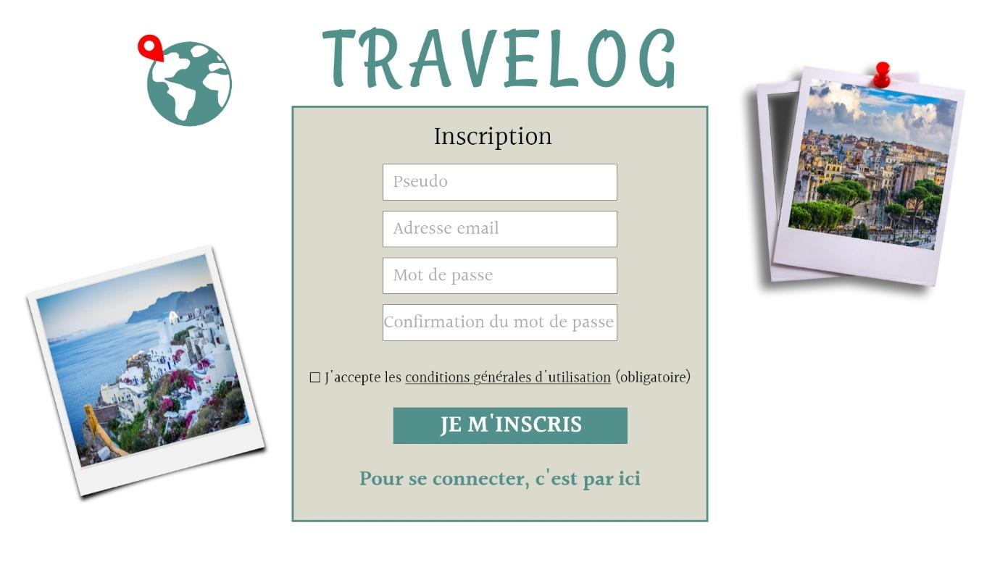 TRAVELOG
Inscription
Pseudo
Adresse email
Mot de passe
Confirmation du mot de passe
☐ J'accepte les conditions générales d'utilisation (obligatoire)
JE M'INSCRIS
Pour se connecter, c'est par ici